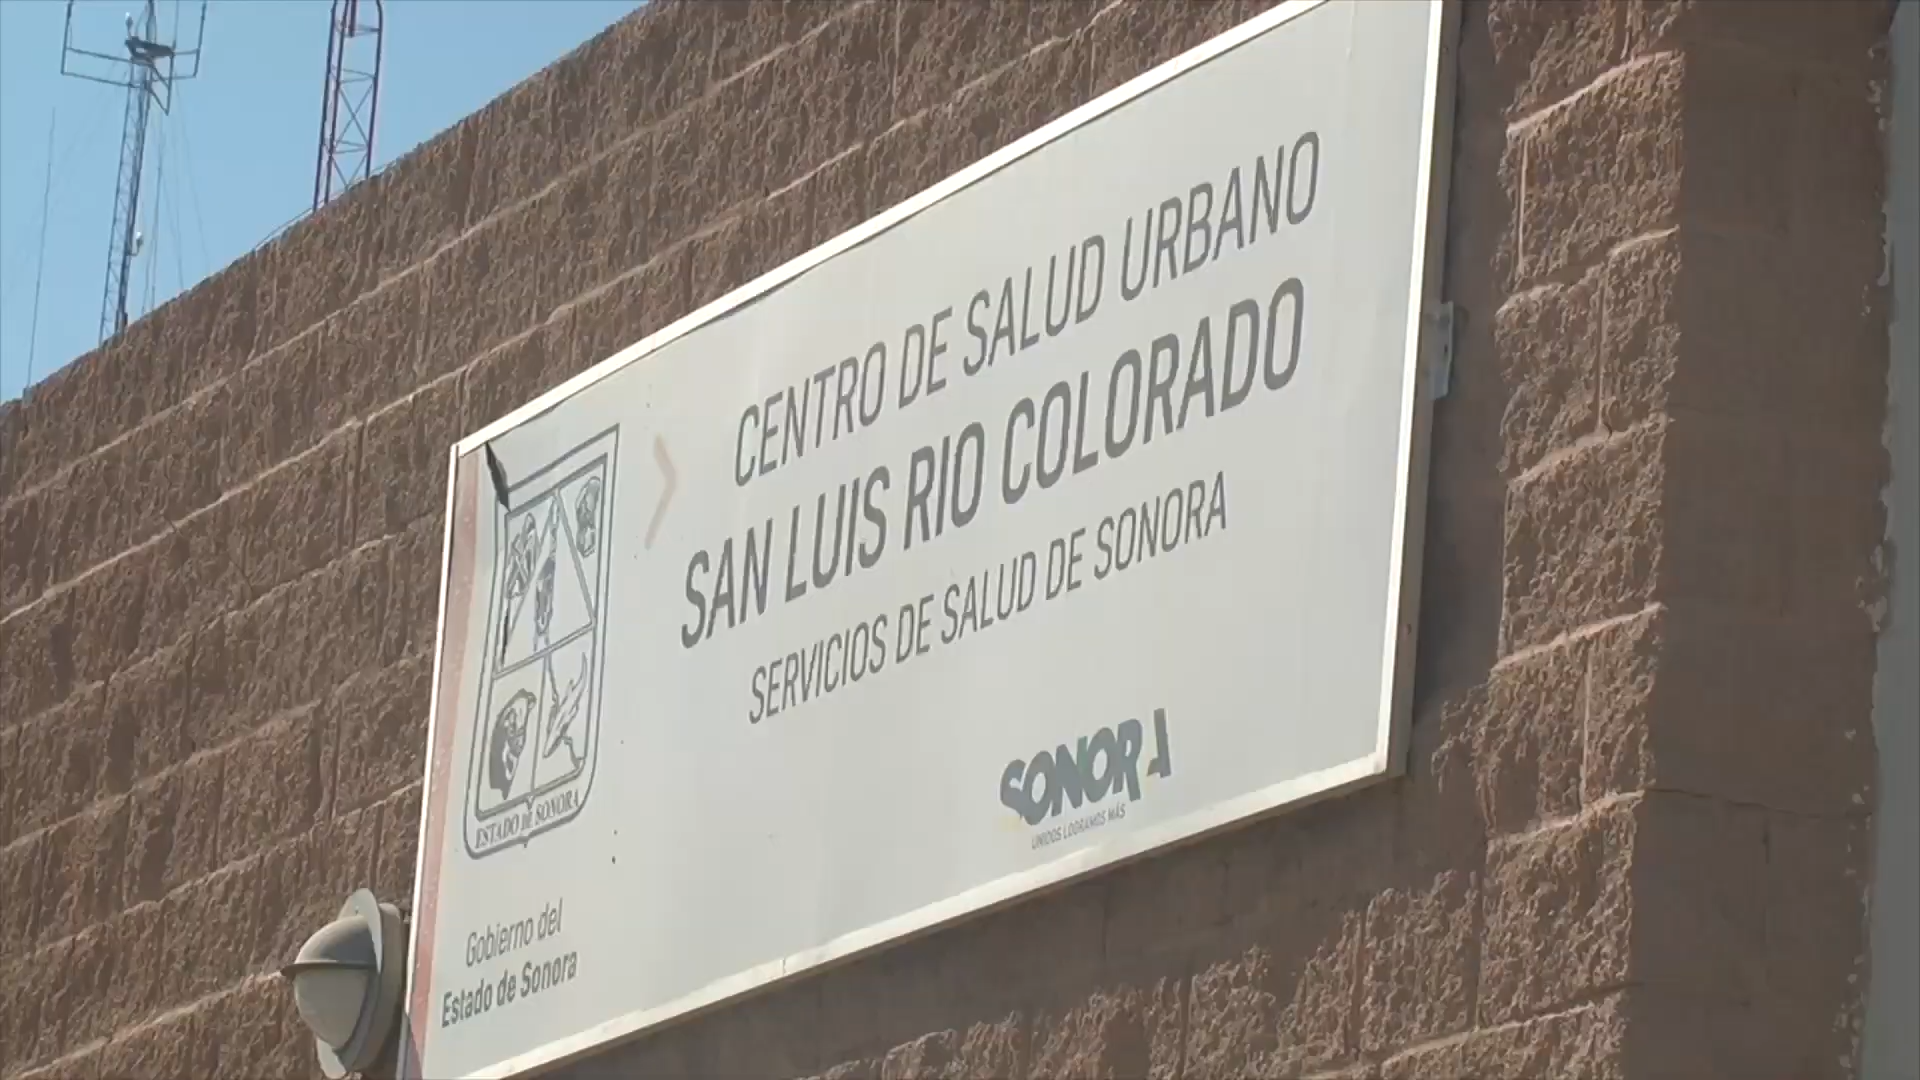 CENTRO DE SALUD URBANO
SAN LUIS RIO COLORADO
SERVICIOS DE SALUD DE SONORA
SONORA
UNIDOS LOGRAMOS MÁS
ESTADO DE SONORA
Gobierno del
Estado de Sonora